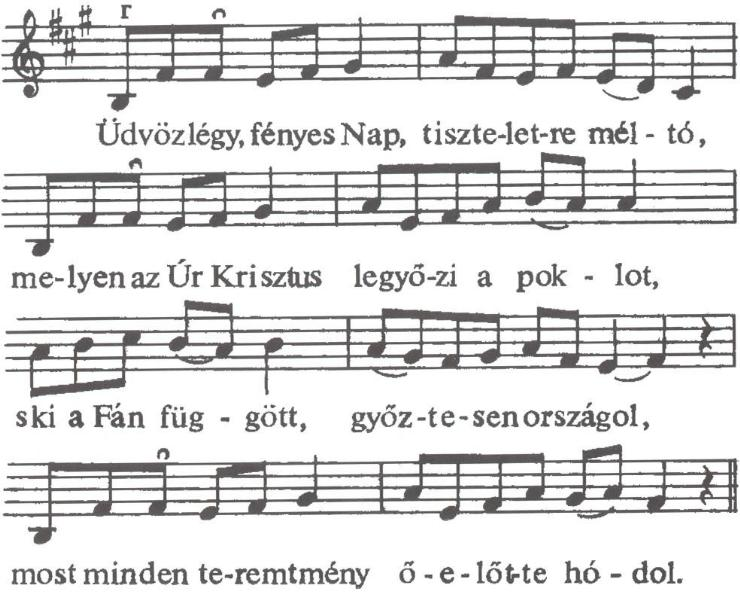 Üdvözlégy, fényes Nap, tiszte-let-re mél - tó,
me-lyen az Úr Krisztus legyő-zi a pok - lot,
ski a Fán füg - gött, győz-te-sen országol,
most minden te-remtmény ő - e - lőt-te hó - dol.